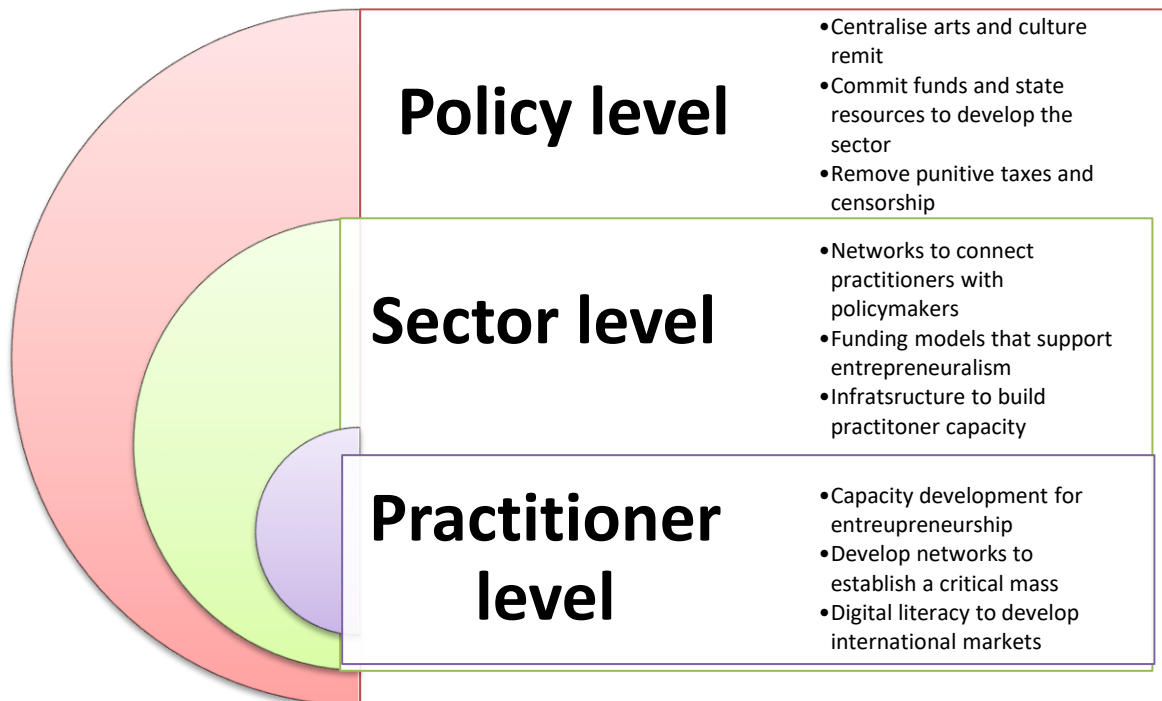 Policy level
•Centralise arts and culture
remit
•Commit funds and state
resources to develop the
sector
•Remove punitive taxes and
censorship
Sector level
•Networks to connect
practitioners with
policymakers
•Funding models that support
entrepreneuralism
•Infratsructure to build
practitoner capacity
Practitioner
level
•Capacity development for
entreupreneurship
•Develop networks to
establish a critical mass
•Digital literacy to develop
international markets